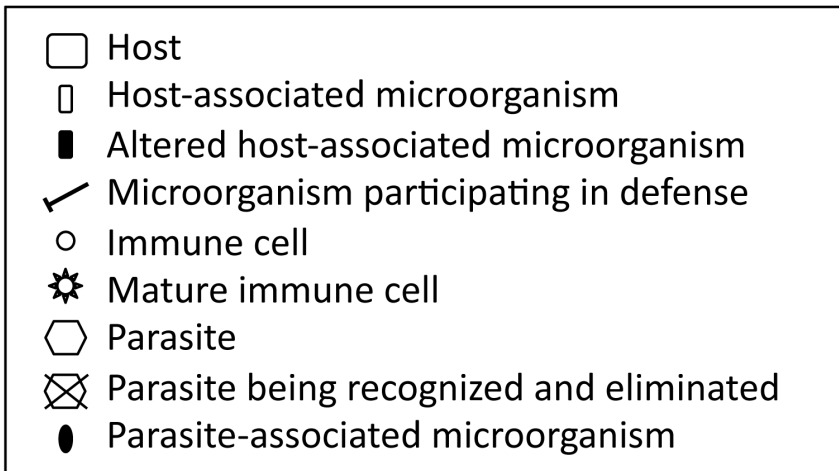 Host
Host-associated microorganism
Altered host-associated microorganism
Microorganism participating in defense
Immune cell
Mature immune cell
Parasite
Parasite being recognized and eliminated
Parasite-associated microorganism